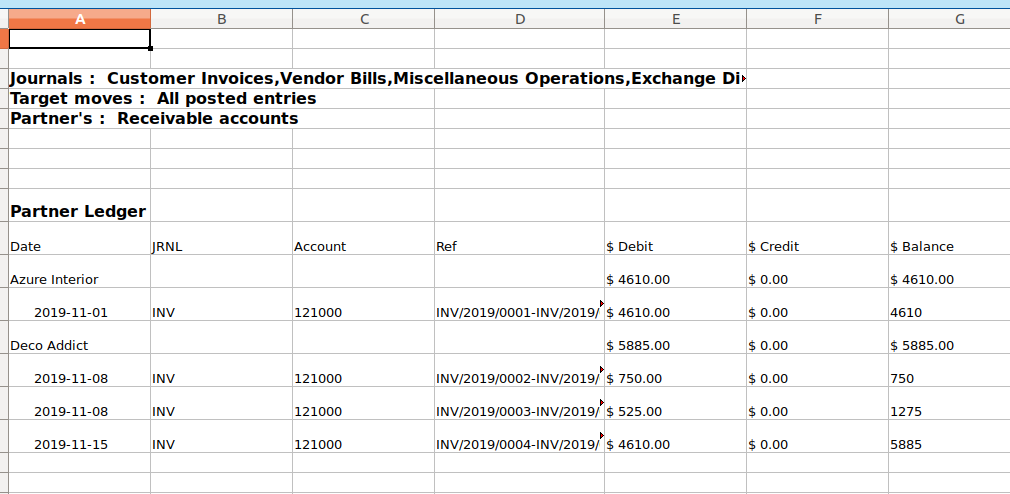 A B C D E F G
Journals : Customer Invoices,Vendor Bills,Miscellaneous Operations,Exchange Di
Target moves : All posted entries
Partner's : Receivable accounts
Partner Ledger
Date JRNL Account Ref $ Debit $ Credit $ Balance
Azure Interior $ 4610.00 $ 0.00 $ 4610.00
2019-11-01 INV 121000 INV/2019/0001-INV/2019/ $ 4610.00 $ 0.00 4610
Deco Addict $ 5885.00 $ 0.00 $ 5885.00
2019-11-08 INV 121000 INV/2019/0002-INV/2019/ $ 750.00 $ 0.00 750
2019-11-08 INV 121000 INV/2019/0003-INV/2019/ $ 525.00 $ 0.00 1275
2019-11-15 INV 121000 INV/2019/0004-INV/2019/ $ 4610.00 $ 0.00 5885